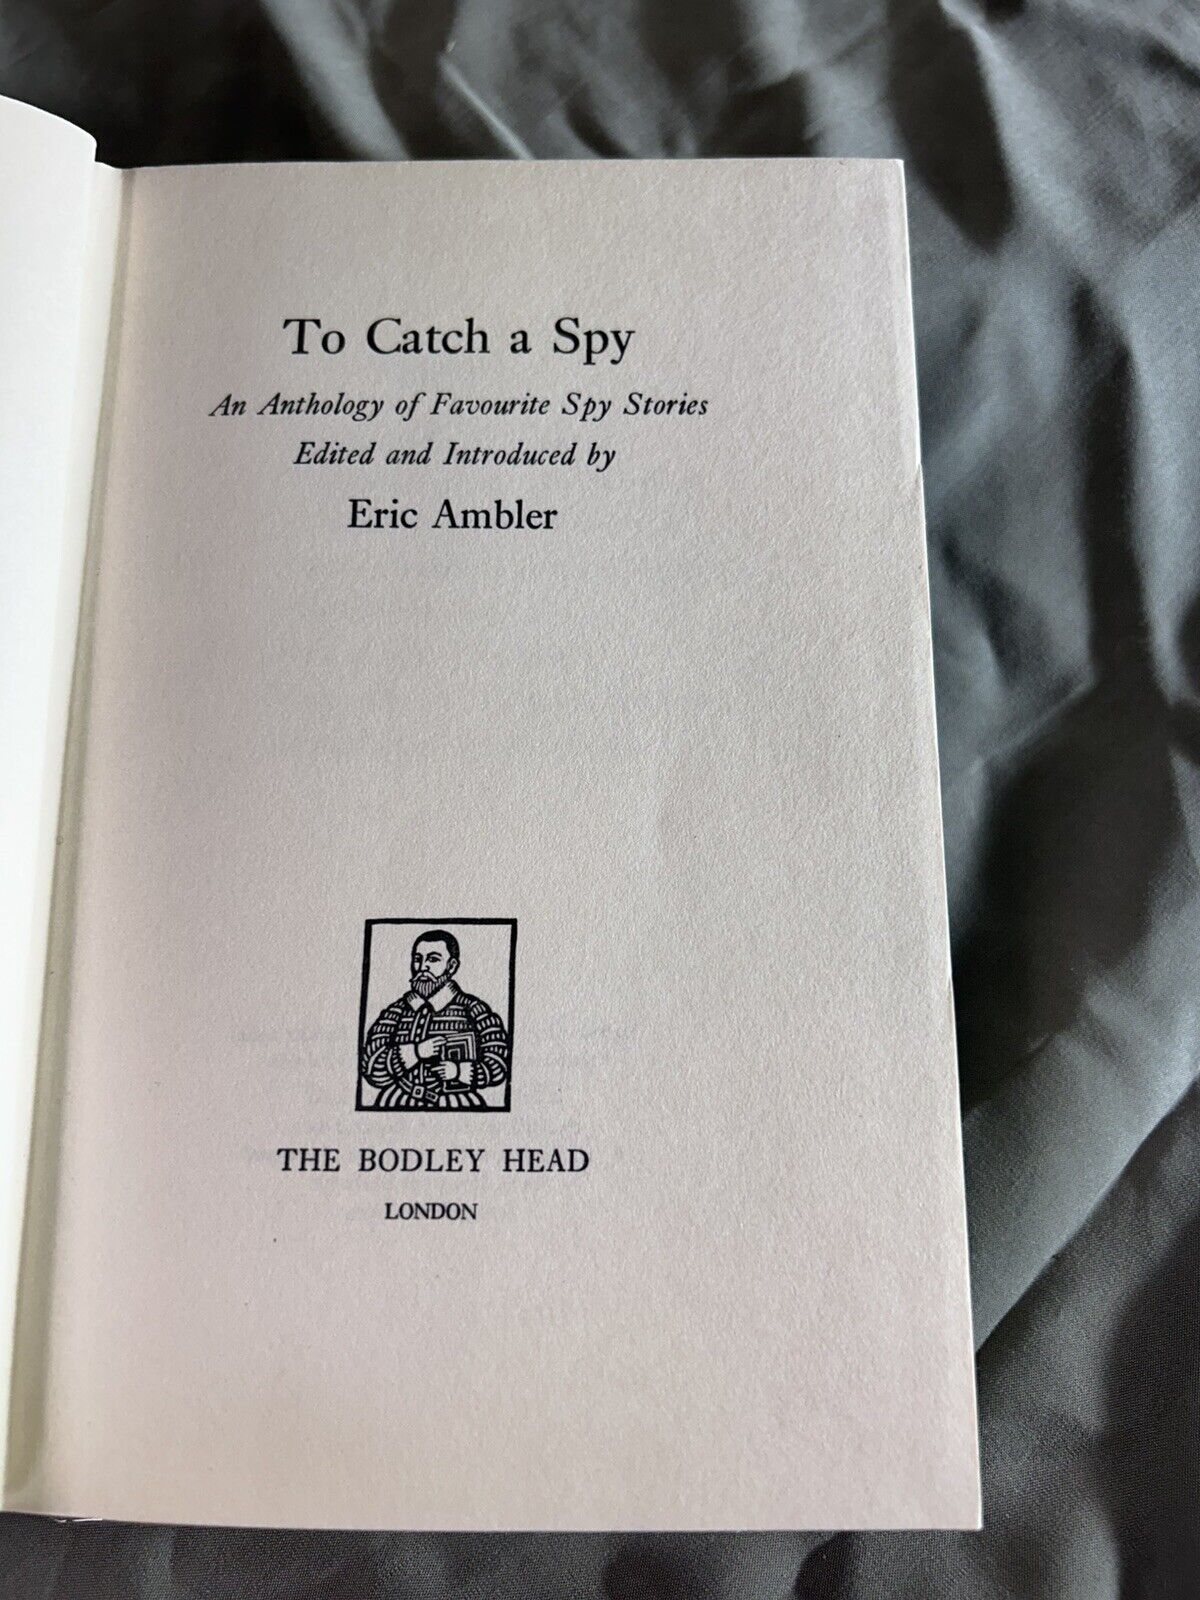 To Catch a Spy
An Anthology of Favourite Spy Stories
Edited and Introduced by
Eric Ambler
THE BODLEY HEAD
LONDON